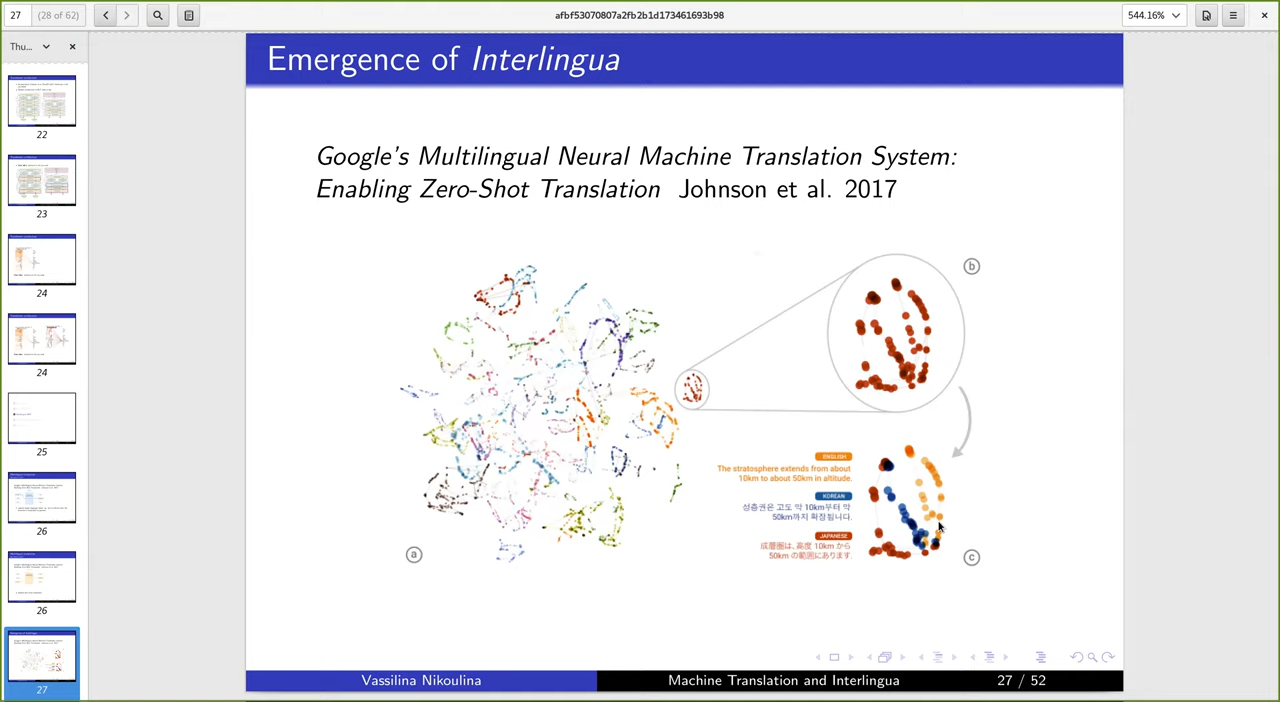 27 (28 of 62)
afbf53070807a2fb2b1d173461693b98
544.16%
Thu...
22
23
24
24
25
26
26
27
Emergence of Interlingua
Google's Multilingual Neural Machine Translation System:
Enabling Zero-Shot Translation Johnson et al. 2017
b
ENGLISH
The stratosphere extends from about
10km to about 50km in altitude.
KOREAN
성층권은 고도 약 10km부터 약
50km까지 확장됩니다.
JAPANESE
成層圏は、高度 10km から
50km の範囲にあります。
a
c
Vassilina Nikoulina
Machine Translation and Interlingua
27 / 52